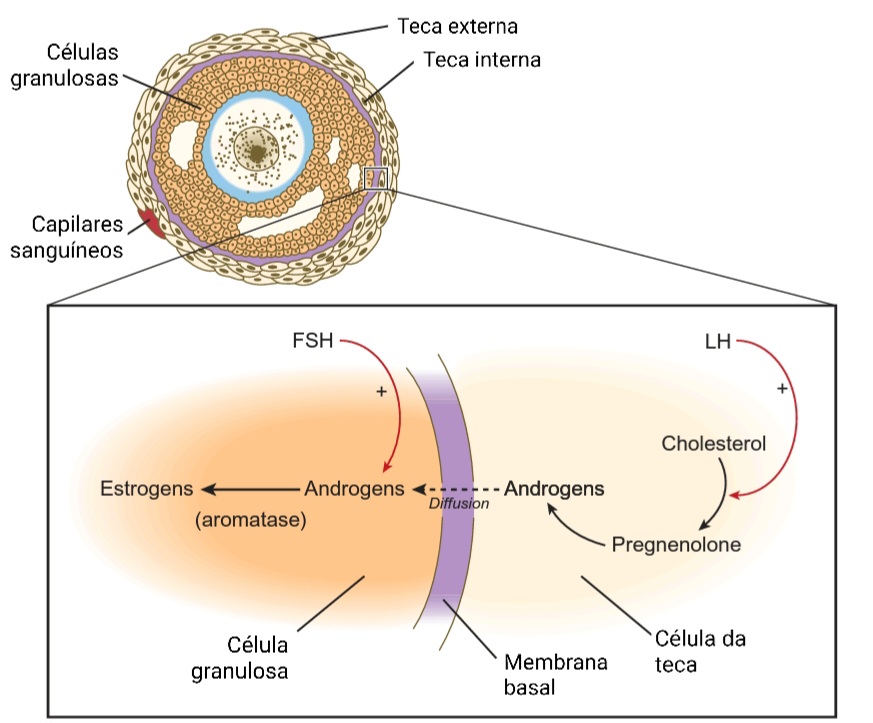 Teca externa
Células
granulosas
Teca interna
Capilares
sanguíneos
FSH
LH
+
+
Cholesterol
Estrogens
Androgens
Diffusion
Androgens
(aromatase)
Pregnenolone
Célula
granulosa
Membrana
basal
Célula da
teca